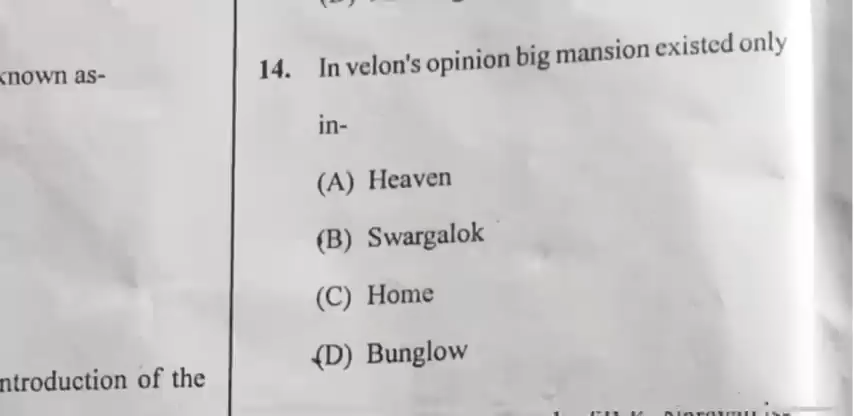 known as-
ntroduction of the
14. In velon's opinion big mansion existed only
in-
(A) Heaven
(B) Swargalok
(C) Home
(D) Bunglow